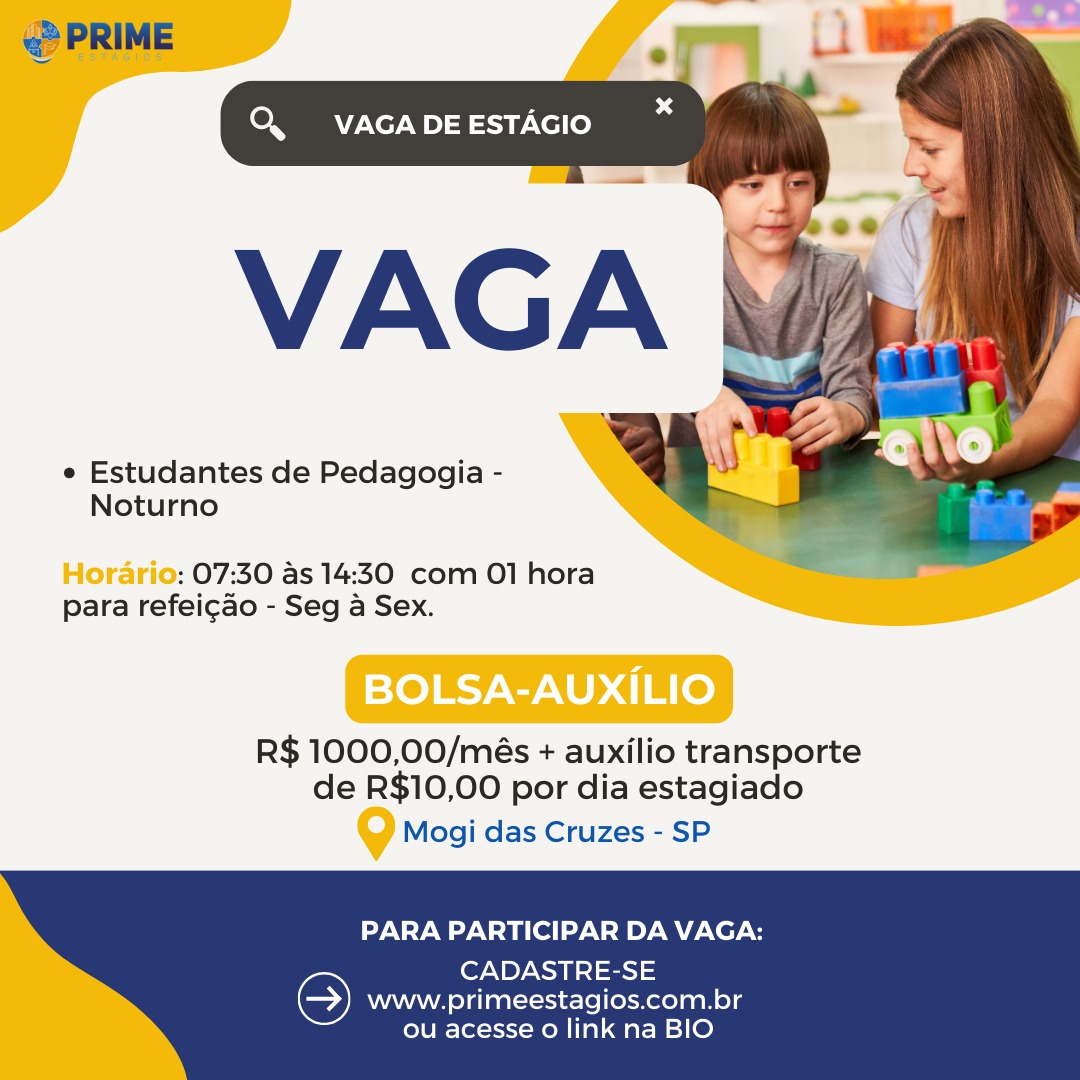 PRIME
ESTÁGIOS
VAGA DE ESTÁGIO
VAGA
• Estudantes de Pedagogia -
Noturno
Horário: 07:30 às 14:30 com 01 hora
para refeição - Seg à Sex.
BOLSA-AUXÍLIO
R$ 1000,00/mês + auxílio transporte
de R$10,00 por dia estagiado
Mogi das Cruzes - SP
PARA PARTICIPAR DA VAGA:
CADASTRE-SE
www.primeestagios.com.br
ou acesse o link na BIO